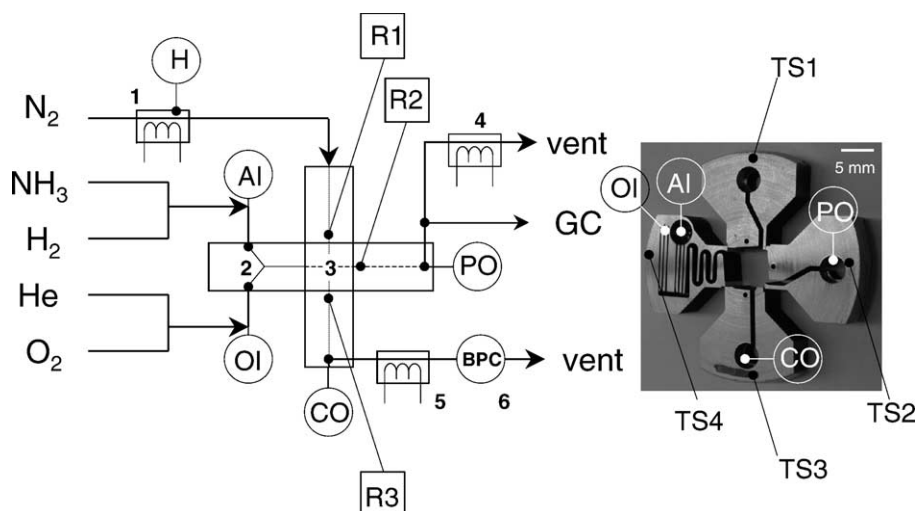 R1
H
1
R2
N₂
4
vent
TS1
5 mm
NH₃
AI
OI
AI
PO
GC
H₂
2
3
PO
He
O₂
OI
CO
BPC
vent
5
6
CO
TS4
TS2
TS3
R3